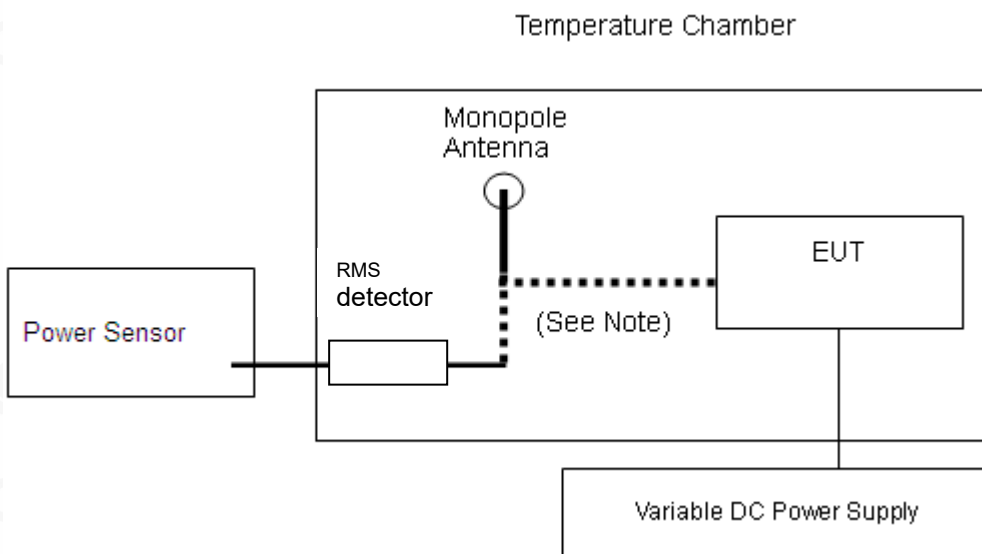 Temperature Chamber
Monopole
Antenna
EUT
RMS
detector
(See Note)
Power Sensor
Variable DC Power Supply